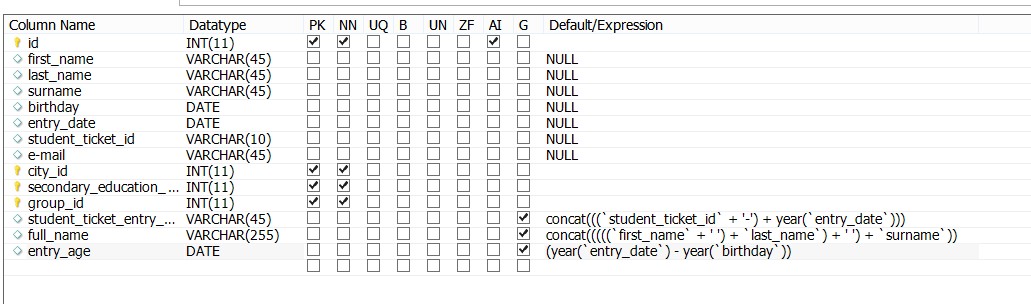 Column Name Datatype PK NN UQ B UN ZF AI G Default/Expression
id INT(11)
first_name VARCHAR(45) NULL
last_name VARCHAR(45) NULL
surname VARCHAR(45) NULL
birthday DATE NULL
entry_date DATE NULL
student_ticket_id VARCHAR(10) NULL
e-mail VARCHAR(45) NULL
city_id INT(11)
secondary_education_ ... INT(11)
group_id INT(11)
student_ticket_entry_... VARCHAR(45) concat(((`student_ticket_id` + '-') + year(`entry_date`)))
full_name VARCHAR(255) concat(((((`first_name` + ' ') + `last_name`) + ' ') + `surname`))
entry_age DATE (year(`entry_date`) - year(`birthday`))